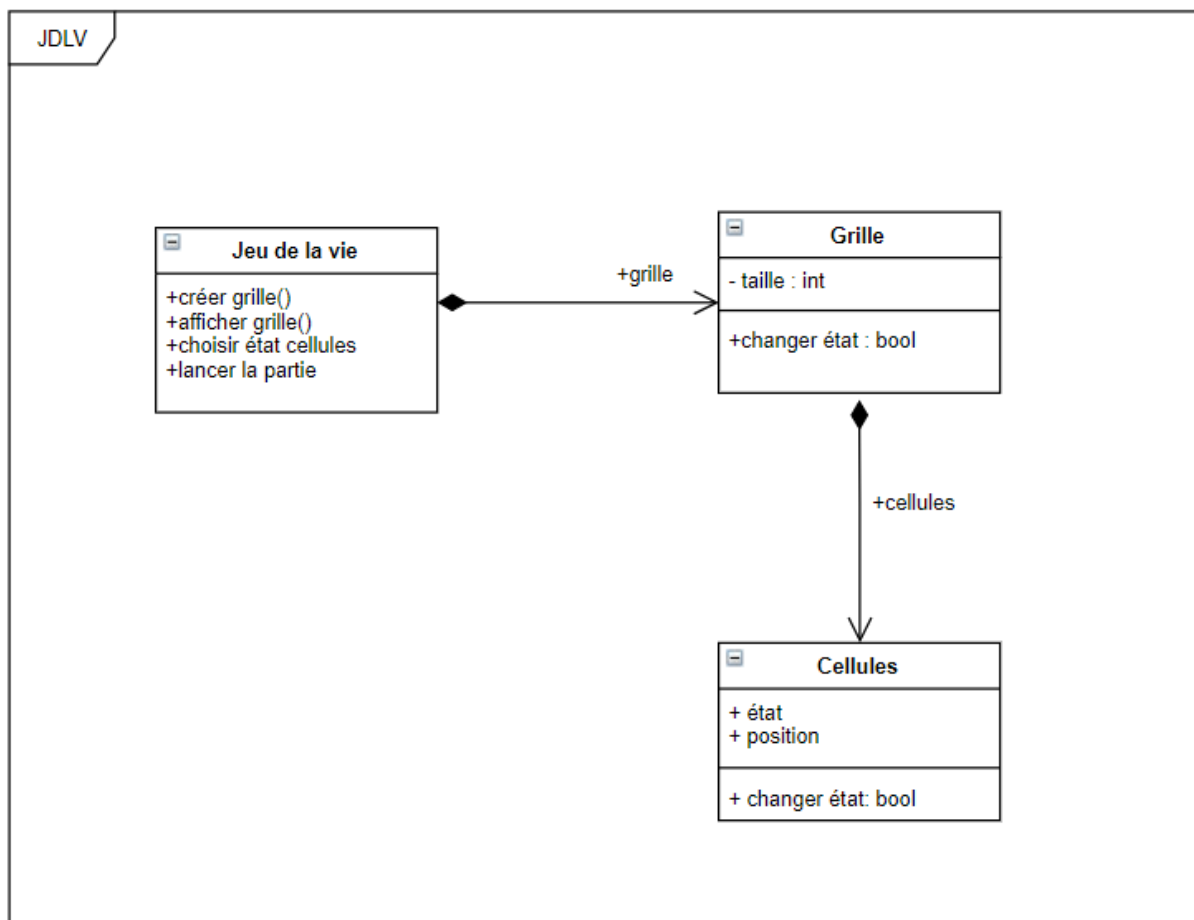 JDLV
Jeu de la vie
+créer grille()
+afficher grille()
+choisir état cellules
+lancer la partie
+grille
Grille
- taille : int
+changer état : bool
+cellules
Cellules
+ état
+ position
+ changer état: bool